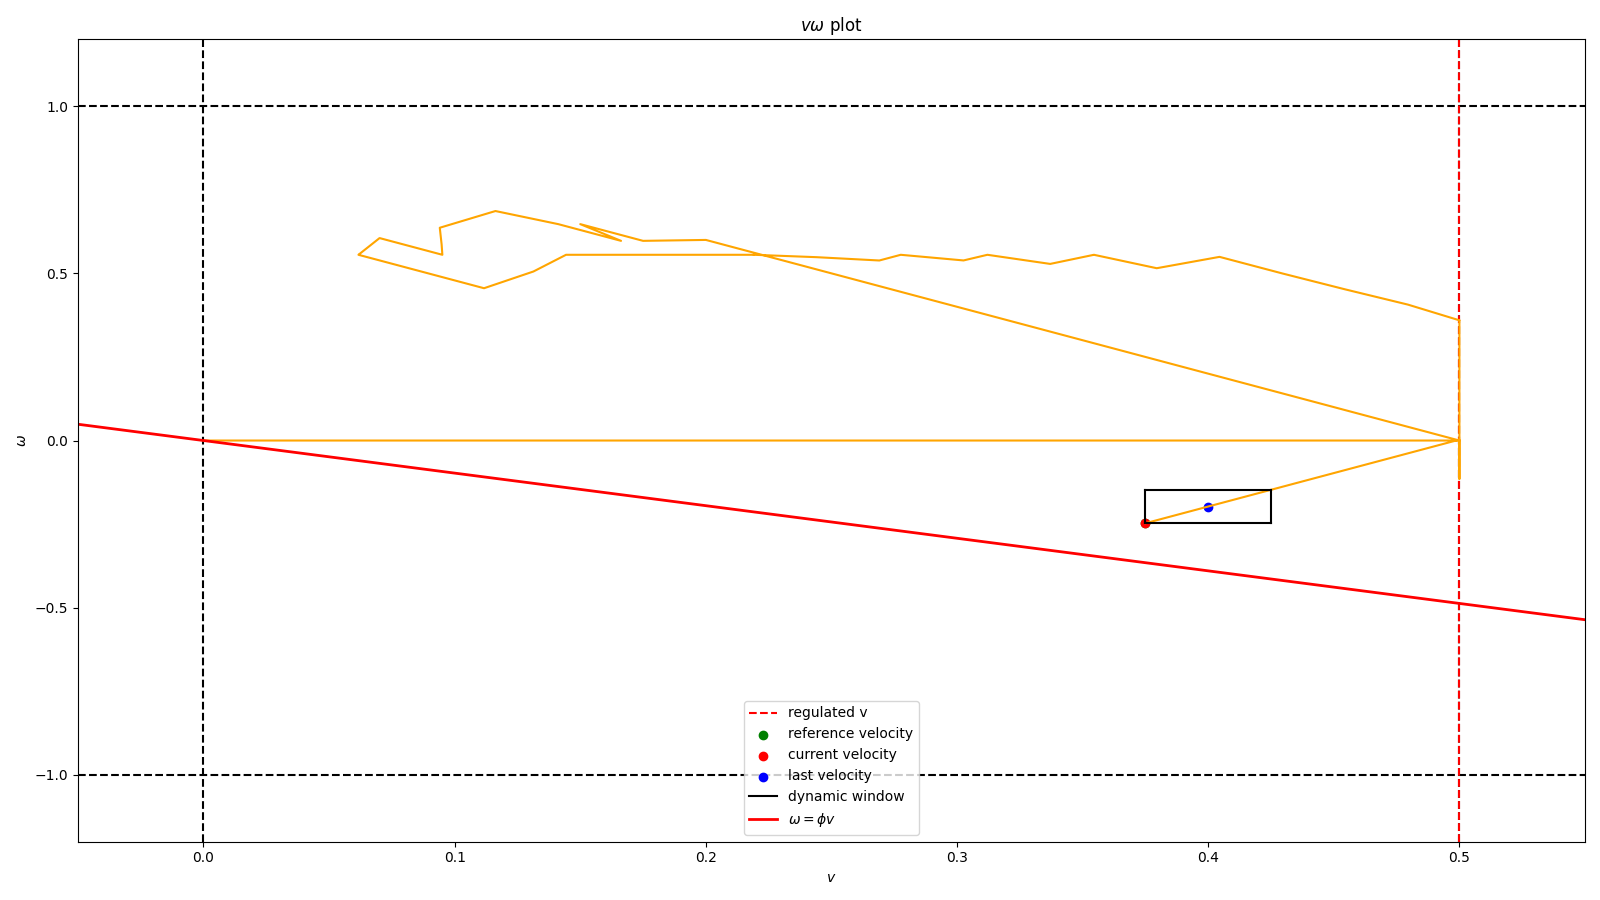 vω plot
1.0
0.5
0.0
−0.5
−1.0
ω
regulated v
reference velocity
current velocity
last velocity
dynamic window
ω = ϕv
0.0 0.1 0.2 0.3 0.4 0.5
v